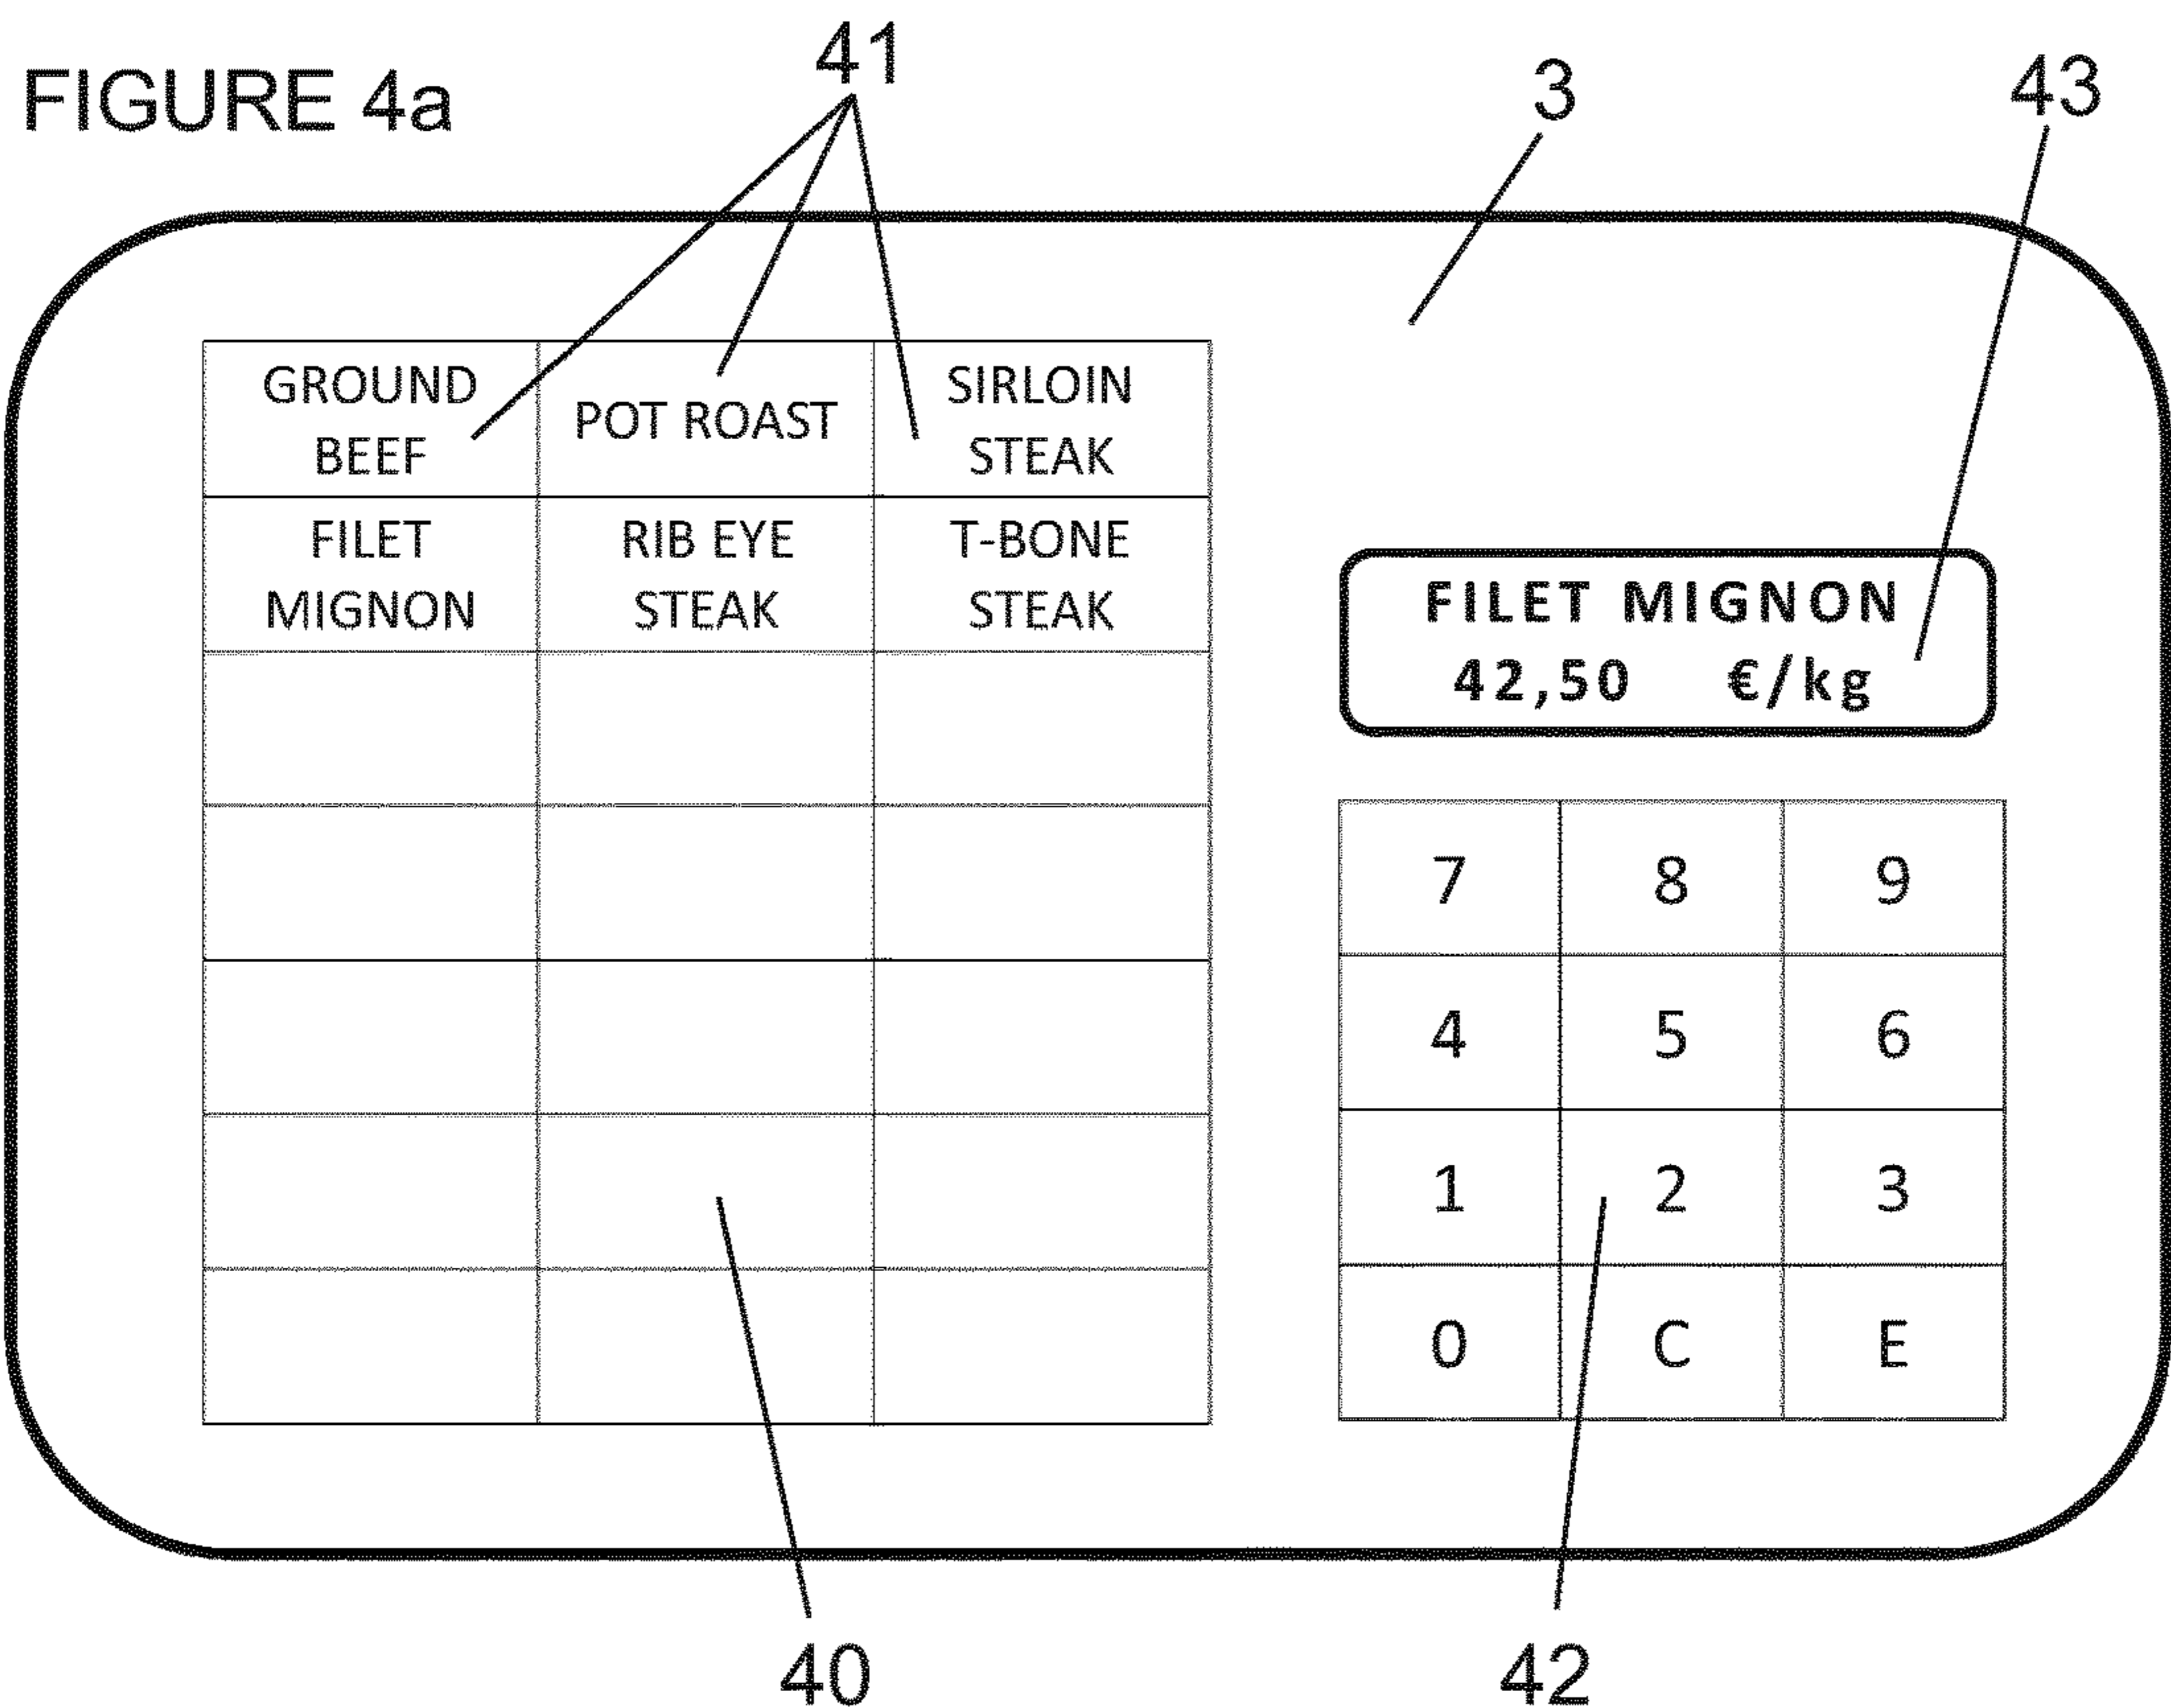 FIGURE 4a
41
3
43
GROUND
BEEF
POT ROAST
SIRLOIN
STEAK
FILET
MIGNON
RIB EYE
STEAK
T-BONE
STEAK
FILET MIGNON
42,50 €/kg
7 8 9
4 5 6
1 2 3
0 C E
40
42